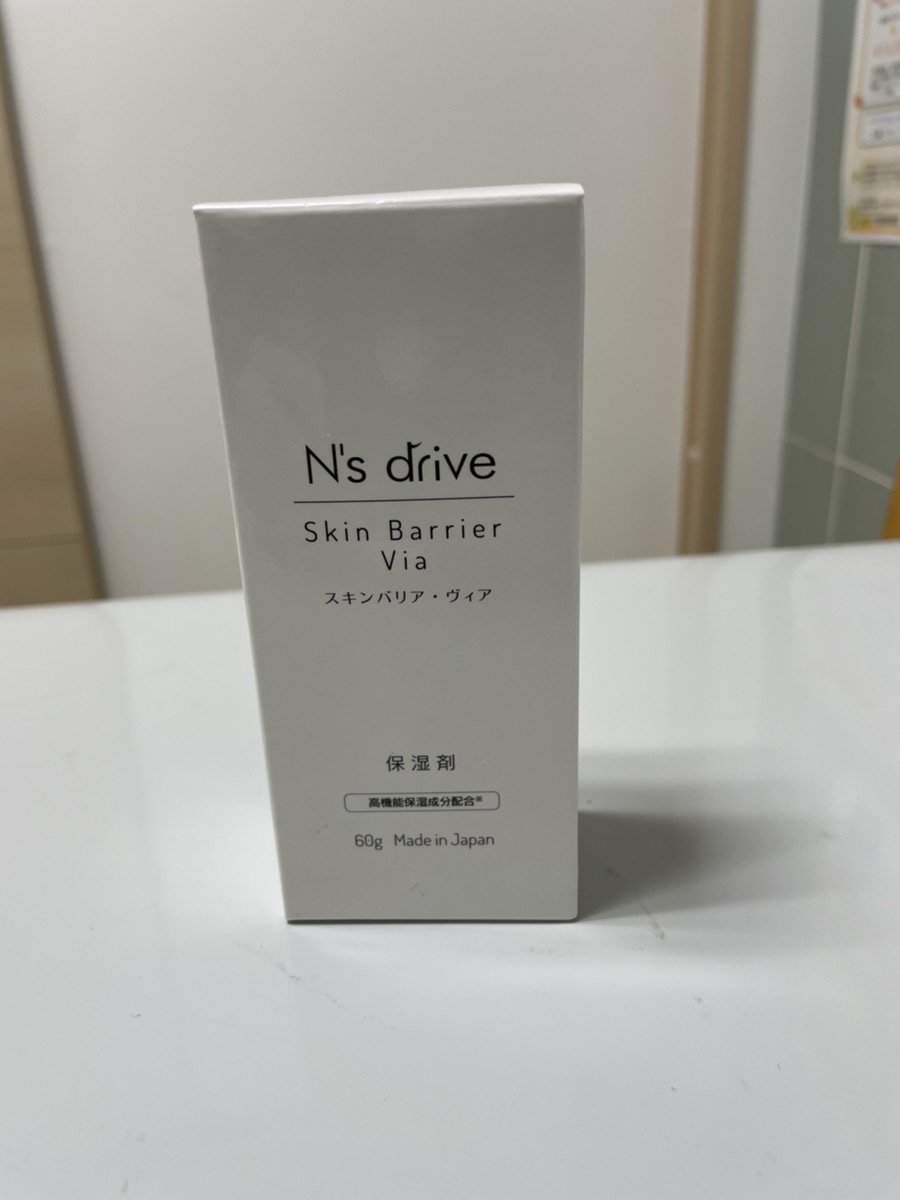 N's drive
Skin Barrier
Via
スキンバリア・ヴィア
保湿剤
高機能保湿成分配合※
60g Made in Japan